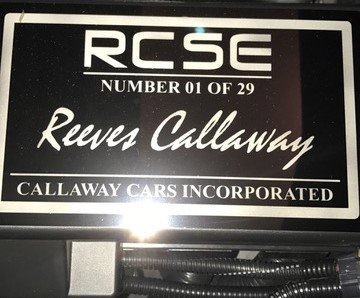 RCSE
NUMBER 01 OF 29
Reeves Callaway
CALLAWAY CARS INCORPORATED